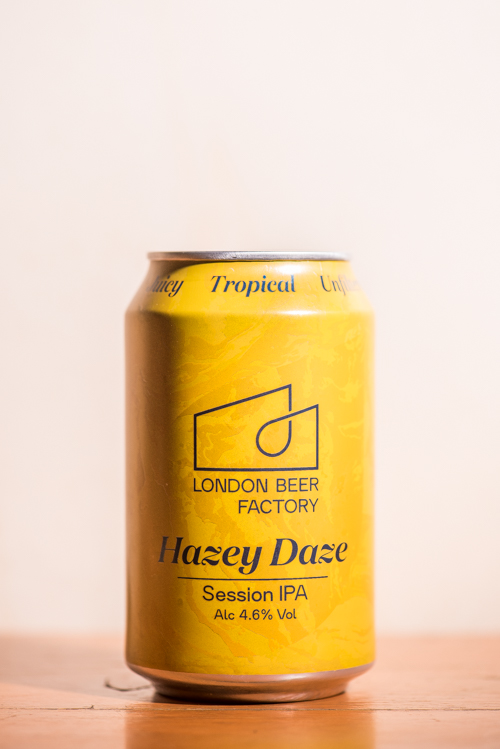 Tropical
LONDON BEER
FACTORY
Hazey Daze
Session IPA
Alc 4.6% Vol